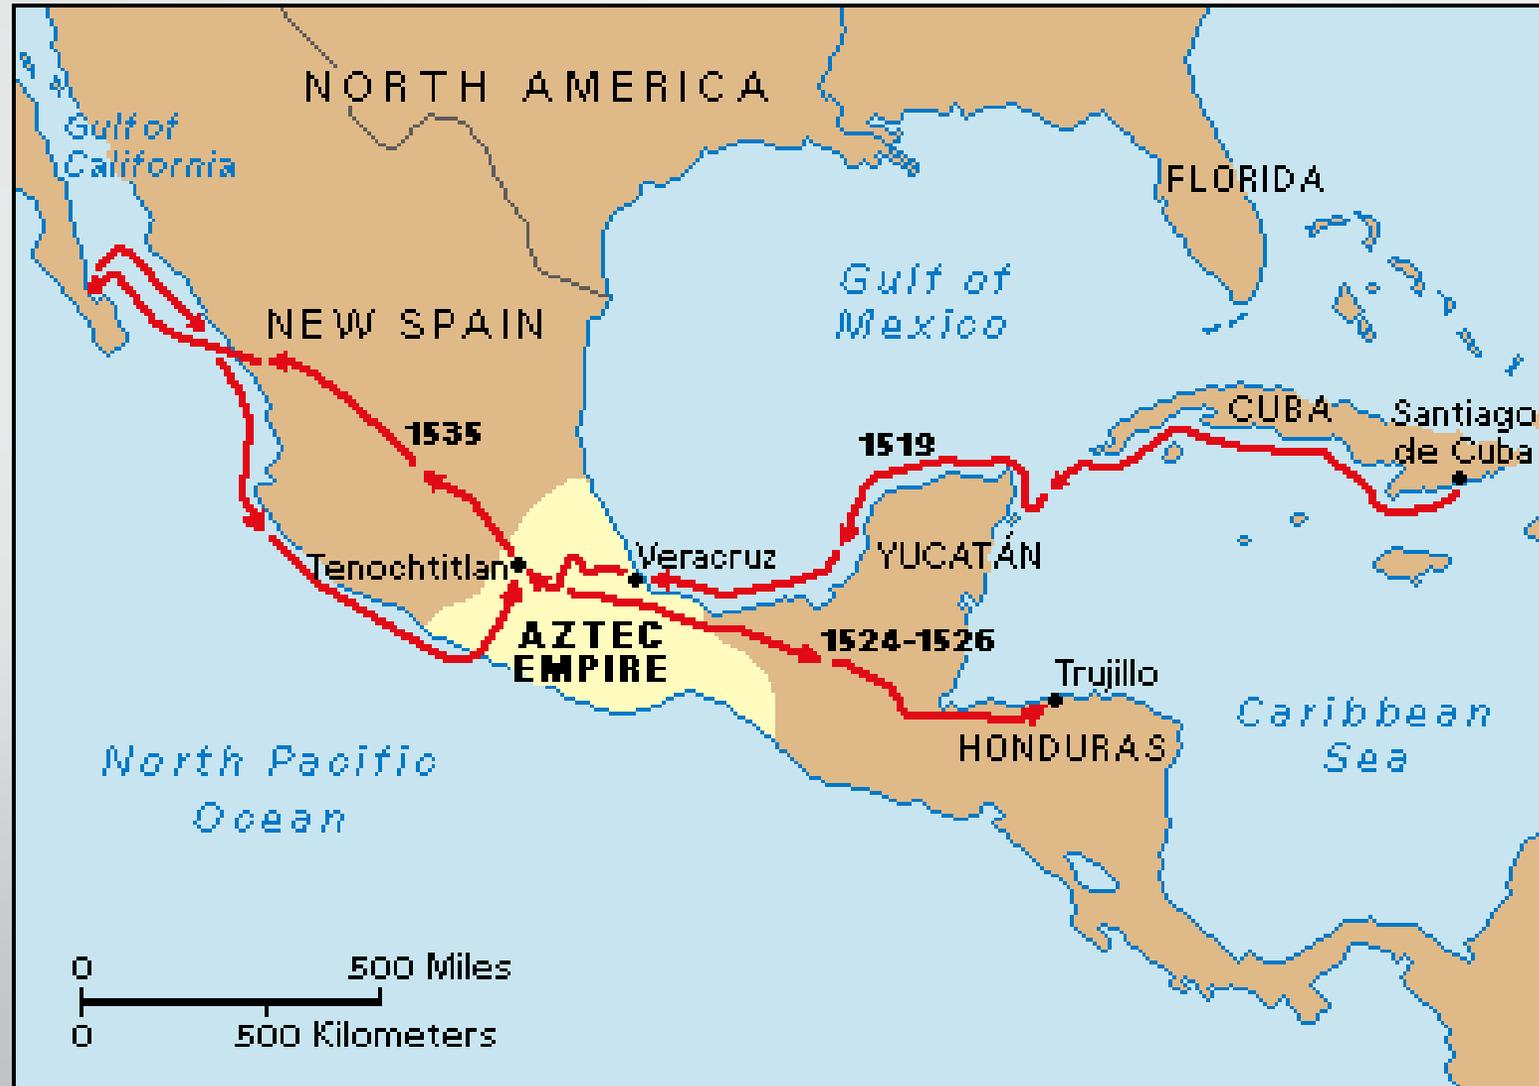 NORTH AMERICA
Gulf of
California
FLORIDA
Gulf of
Mexico
NEW SPAIN
CUBA
Santiago
de Cuba
1535
1519
Tenochtitlan
Veracruz
YUCATÁN
AZTEC
EMPIRE
1524-1526
Trujillo
HONDURAS
Caribbean
Sea
North Pacific
Ocean
0 500 Miles
0 500 Kilometers